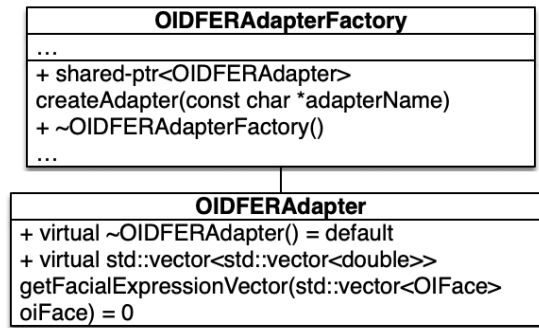 OIDFERAdapterFactory
...
+ shared-ptr<OIDFERAdapter>
createAdapter(const char *adapterName)
+ ~OIDFERAdapterFactory()
...
OIDFERAdapter
+ virtual ~OIDFERAdapter() = default
+ virtual std::vector<std::vector<double>>
getFacialExpressionVector(std::vector<OIFace>
oiFace) = 0